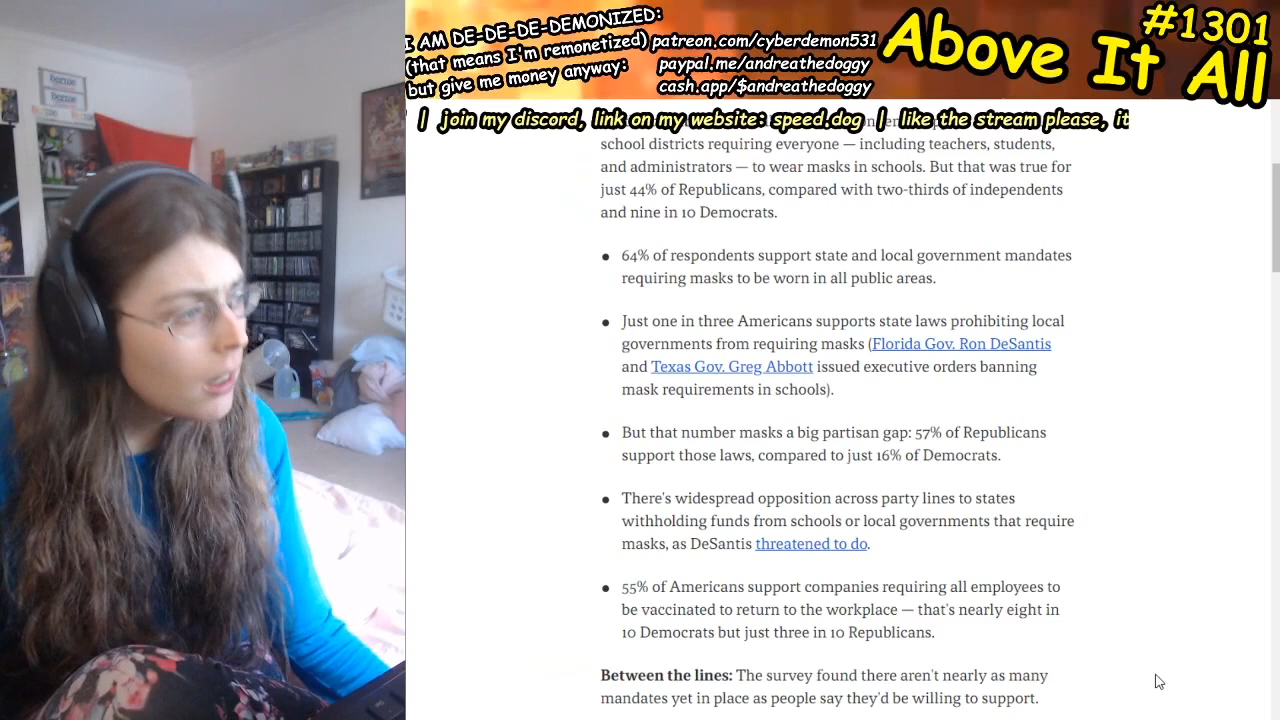 I AM DE-DE-DE-DEMONIZED:
(that means I'm remonetized)
but give me money anyway:
patreon.com/cyberdemon531
paypal.me/andreathedoggy
cash.app/$andreathedoggy
#1301
Above It All
| join my discord, link on my website: speed.dog | like the stream please, it
school districts requiring everyone — including teachers, students,
and administrators — to wear masks in schools. But that was true for
just 44% of Republicans, compared with two-thirds of independents
and nine in 10 Democrats.
● 64% of respondents support state and local government mandates
requiring masks to be worn in all public areas.
● Just one in three Americans supports state laws prohibiting local
governments from requiring masks (Florida Gov. Ron DeSantis
and Texas Gov. Greg Abbott issued executive orders banning
mask requirements in schools).
● But that number masks a big partisan gap: 57% of Republicans
support those laws, compared to just 16% of Democrats.
● There's widespread opposition across party lines to states
withholding funds from schools or local governments that require
masks, as DeSantis threatened to do.
● 55% of Americans support companies requiring all employees to
be vaccinated to return to the workplace — that's nearly eight in
10 Democrats but just three in 10 Republicans.
Between the lines: The survey found there aren't nearly as many
mandates yet in place as people say they'd be willing to support.